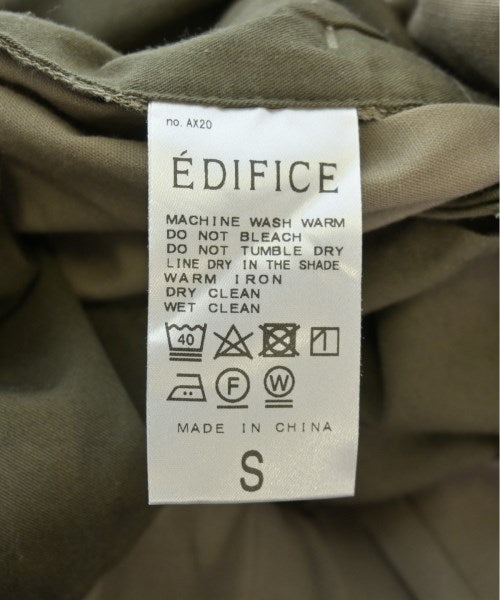 no. AX20
ÉDIFICE
MACHINE WASH WARM
DO NOT BLEACH
DO NOT TUMBLE DRY
LINE DRY IN THE SHADE
WARM IRON
DRY CLEAN
WET CLEAN
40
F W
MADE IN CHINA
S